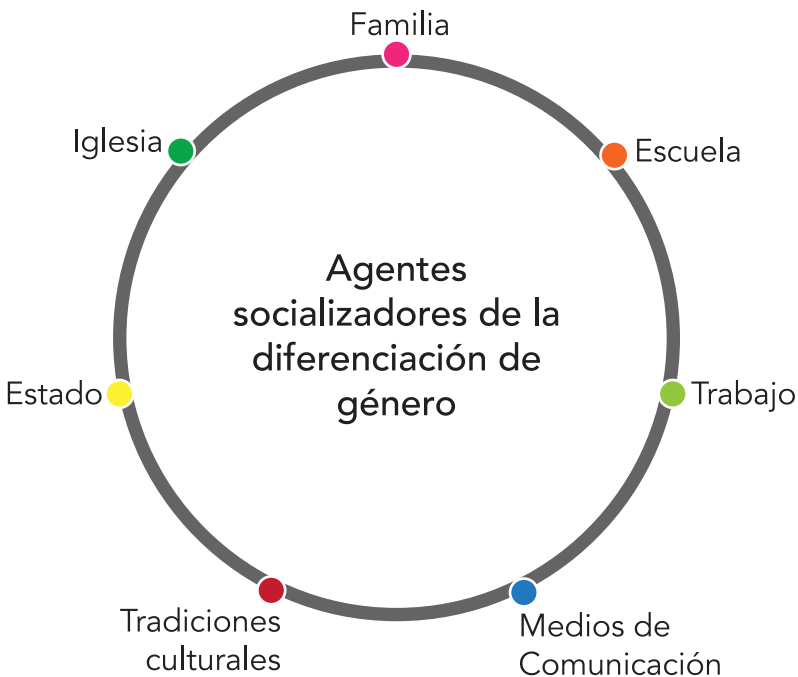 Familia
Iglesia
Escuela
Agentes
socializadores de la
diferenciación de
género
Estado
Trabajo
Tradiciones
culturales
Medios de
Comunicación